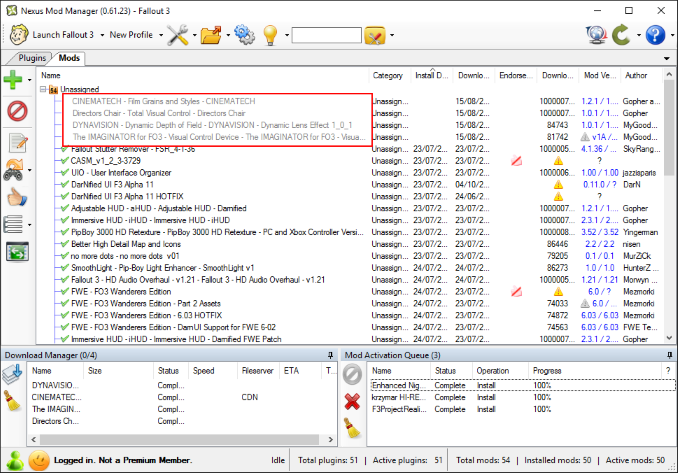 Nexus Mod Manager (0.61.23) - Fallout 3
Launch Fallout 3 New Profile
Plugins Mods
Name Category Install D... Downlo... Endorse... Downlo... Mod Ve... Author
Unassigned
CINEMATECH - Film Grains and Styles - CINEMATECH Unassign... 15/08/2... 1000007... 1.2.1 / 1.... Gopher a...
Directors Chair - Total Visual Control - Directors Chair Unassign... 15/08/2... 1000007... 1.1 / 1.1... Gopher
DYNAVISION - Dynamic Depth of Field - DYNAVISION - Dynamic Lens Effect 1_0_1 Unassign... 15/08/2... 84743 1.0.1 / 1.... MyGood...
The IMAGINATOR for FO3 - Visual Control Device - The IMAGINATOR for FO3 - Visua... Unassign... 15/08/2... 81742 v1A /... MyGood...
Fallout Stutter Remover - FSR_4-1-36 Unassign... 23/07/2... 23/07/2... 1000005... 4.1.36 / ... SkyRang...
CASM_v1_2_3-3729 Unassign... 23/07/2... 23/07/2... ?
UIO - User Interface Organizer Unassign... 23/07/2... 23/07/2... 1000006... 1.00 / 1.00 jazzisparis
DarNified UI F3 Alpha 11 Unassign... 23/07/2... 04/10/2... 0.11.0 / ? DarN
DarNified UI F3 Alpha 11 HOTFIX Unassign... 23/07/2... 24/06/2... ?
Adjustable HUD - aHUD - Adjustable HUD - Darnified Unassign... 23/07/2... 23/07/2... 1000007... 1.2.1 / 1.... Gopher
Immersive HUD - iHUD - Immersive HUD - iHUD Unassign... 23/07/2... 23/07/2... 1000007... 2.3.1 / 2.... Gopher
PipBoy 3000 HD Retexture - PipBoy 3000 HD Retexture - PC and Xbox Controller Versi... Unassign... 23/07/2... 23/07/2... 1000008... 3.52 / 3.52 Yingerman
Better High Detail Map and Icons Unassign... 23/07/2... 23/07/2... 86446 2.2 / 2.2 nisen
no more dots - no more dots v01 Unassign... 23/07/2... 23/07/2... 79205 0.1 / 0.1 MurZiCk
SmoothLight - Pip-Boy Light Enhancer - SmoothLight v1 Unassign... 24/07/2... 23/07/2... 86273 1.0 / 1.0 HunterZ
Fallout 3 - HD Audio Overhaul - v1.21 - Fallout 3 - HD Audio Overhaul - v1.21 Unassign... 24/07/2... 23/07/2... 1000005... 1.21 / 1.21 Morwyn ...
FWE - FO3 Wanderers Edition Unassign... 24/07/2... 23/07/2... 6.0 / ? Mezmorki
FWE - FO3 Wanderers Edition - Part 2 Assets Unassign... 24/07/2... 23/07/2... 74033 6.0 /... Mezmorki
FWE - FO3 Wanderers Edition - 6.03 HOTFIX Unassign... 24/07/2... 23/07/2... 74872 6.03 / 6.03 Mezmorki
FWE - FO3 Wanderers Edition - DarnUI Support for FWE 6-02 Unassign... 24/07/2... 23/07/2... 74563 6.03 / 6.03 FWE Te...
Immersive HUD - iHUD - Immersive HUD - Darnified FWE Patch Unassign... 24/07/2... 23/07/2... 1000007... 2.3.1 / 2.... Gopher
Download Manager (0/4)
Name Size Status Speed Fileserver ETA T...
DYNAVISION... Compl...
CINEMATEC... Compl... CDN
The IMAGIN... Compl...
Directors Ch... Compl...
Mod Activation Queue (3)
Name Status Operation Progress ?
Enhanced Nig... Complete Install 100%
krzymar HI-RE... Complete Install 100%
F3ProjectReali... Complete Install 100%
Logged in. Not a Premium Member. Idle Total plugins: 51 | Active plugins: 51 Total mods: 54 | Installed mods: 50 | Active mods: 50